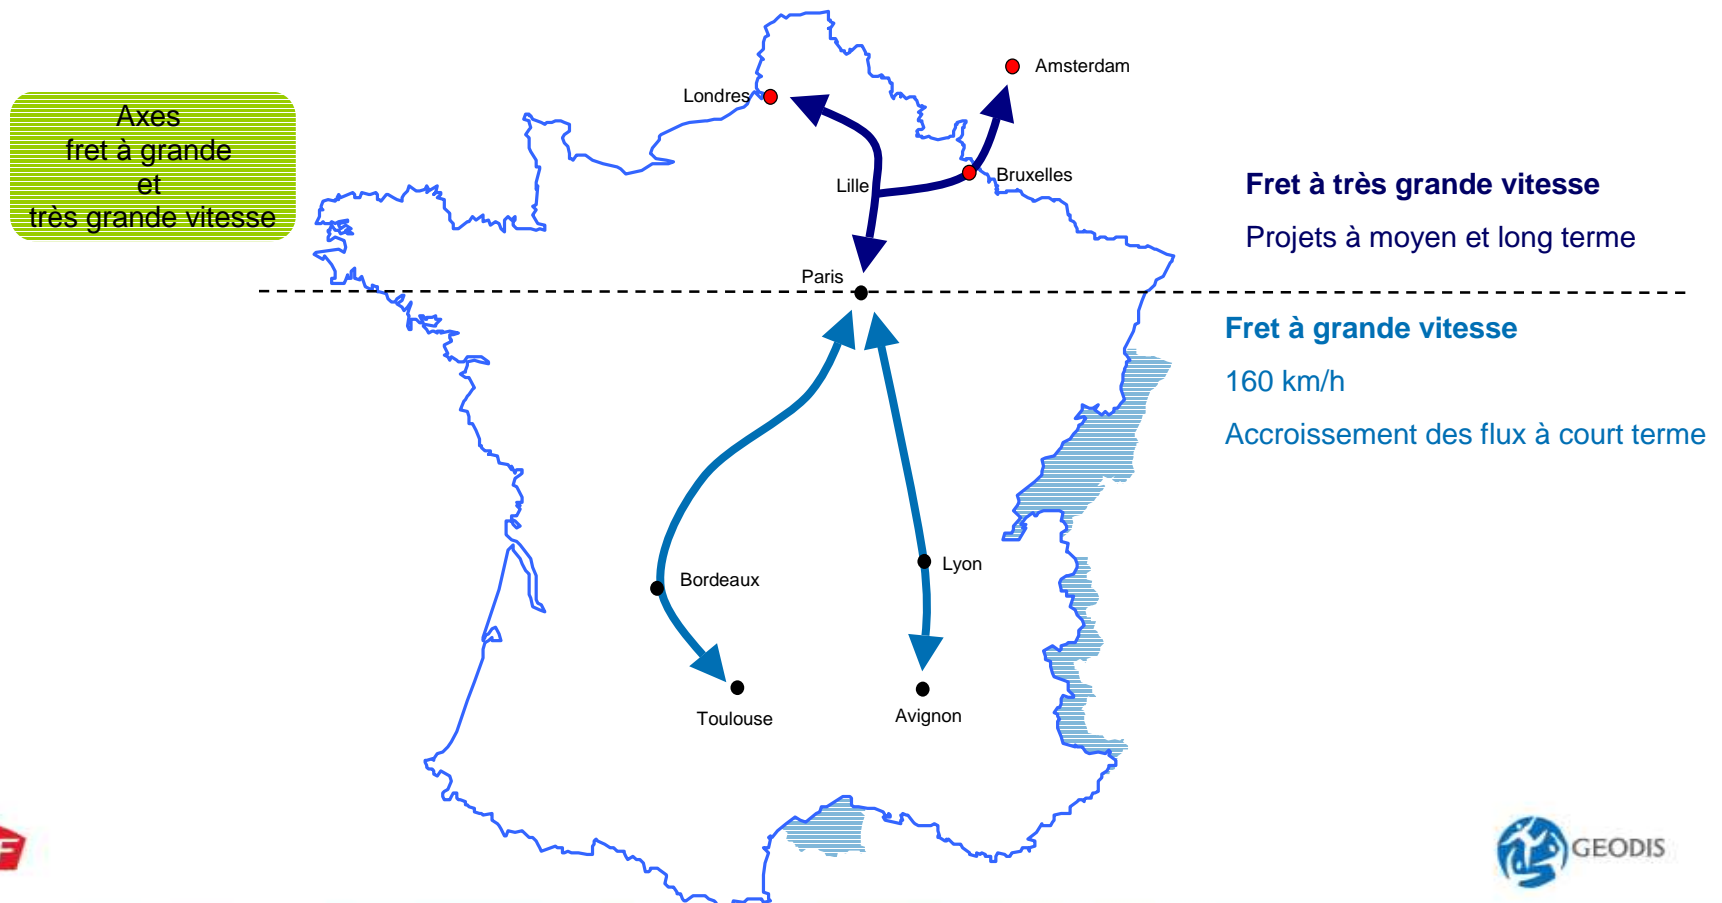 Axes
fret à grande
et
très grande vitesse
Amsterdam
Londres
Bruxelles
Lille
Fret à très grande vitesse
Projets à moyen et long terme
Paris
Fret à grande vitesse
160 km/h
Accroissement des flux à court terme
Lyon
Bordeaux
Toulouse
Avignon
F
GEODIS